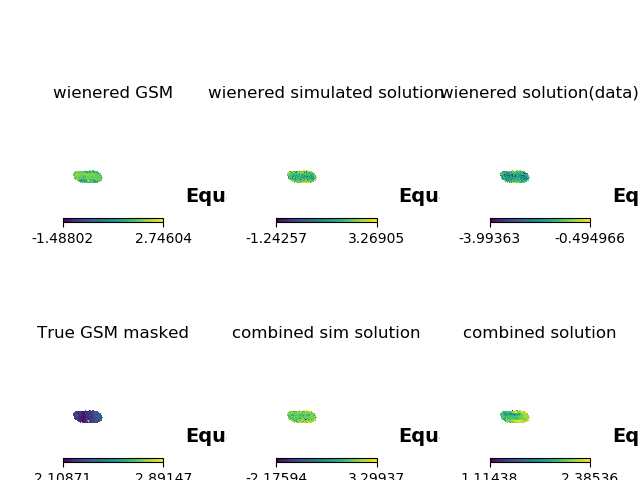 wienered GSM wienered simulated solution wienered solution(data)
Equ Equ Eq
-1.48802 2.74604 -1.24257 3.26905 -3.99363 -0.494966
True GSM masked combined sim solution combined solution
Equ Equ Eq
2.10871 2.89147 -2.17594 3.29937 1.11438 2.38536